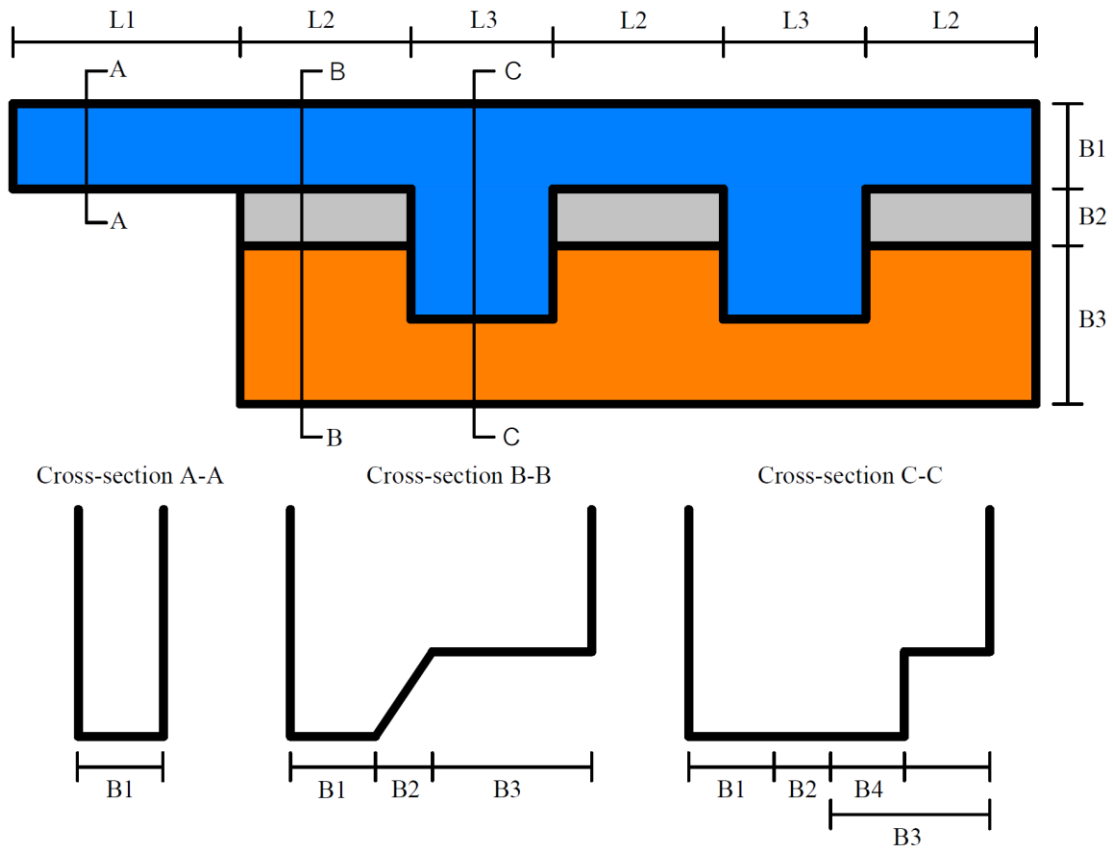 L1 L2 L3 L2 L3 L2
A B C
B1
A
B2
B3
B C
Cross-section A-A Cross-section B-B Cross-section C-C
B1 B1 B2 B3 B1 B2 B4
B3